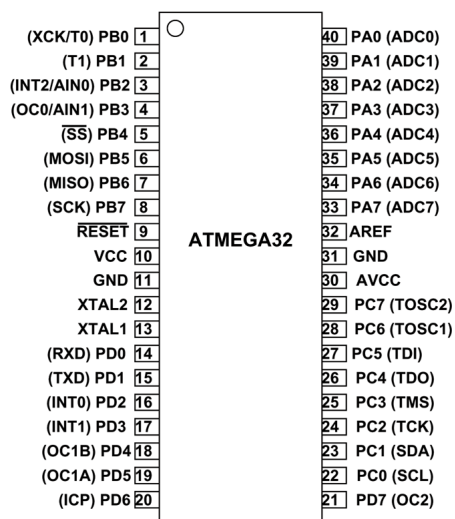 (XCK/T0) PB0 1 40 PA0 (ADC0)
(T1) PB1 2 39 PA1 (ADC1)
(INT2/AIN0) PB2 3 38 PA2 (ADC2)
(OC0/AIN1) PB3 4 37 PA3 (ADC3)
(SS) PB4 5 36 PA4 (ADC4)
(MOSI) PB5 6 35 PA5 (ADC5)
(MISO) PB6 7 34 PA6 (ADC6)
(SCK) PB7 8 33 PA7 (ADC7)
RESET 9 32 AREF
ATMEGA32
VCC 10 31 GND
GND 11 30 AVCC
XTAL2 12 29 PC7 (TOSC2)
XTAL1 13 28 PC6 (TOSC1)
(RXD) PD0 14 27 PC5 (TDI)
(TXD) PD1 15 26 PC4 (TDO)
(INT0) PD2 16 25 PC3 (TMS)
(INT1) PD3 17 24 PC2 (TCK)
(OC1B) PD4 18 23 PC1 (SDA)
(OC1A) PD5 19 22 PC0 (SCL)
(ICP) PD6 20 21 PD7 (OC2)